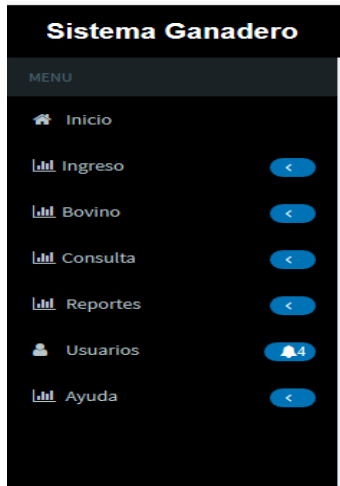 Sistema Ganadero
MENU
Inicio
Ingreso
Bovino
Consulta
Reportes
Usuarios 4
Ayuda